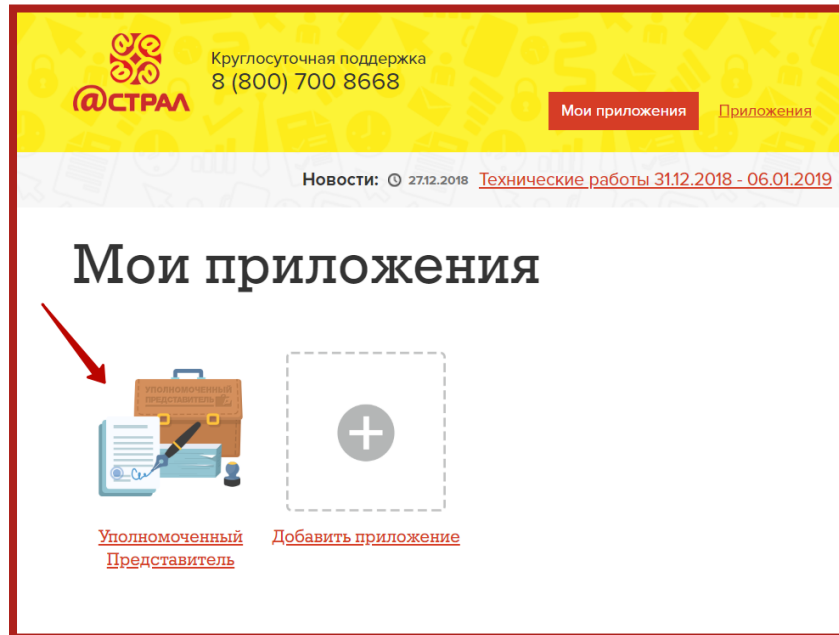 @СТРАЛ
Круглосуточная поддержка
8 (800) 700 8668
Мои приложения
Приложения
Новости: 27.12.2018 Технические работы 31.12.2018 - 06.01.2019
Мои приложения
УПОЛНОМОЧЕННЫЙ
ПРЕДСТАВИТЕЛЬ
Уполномоченный
Представитель
Добавить приложение